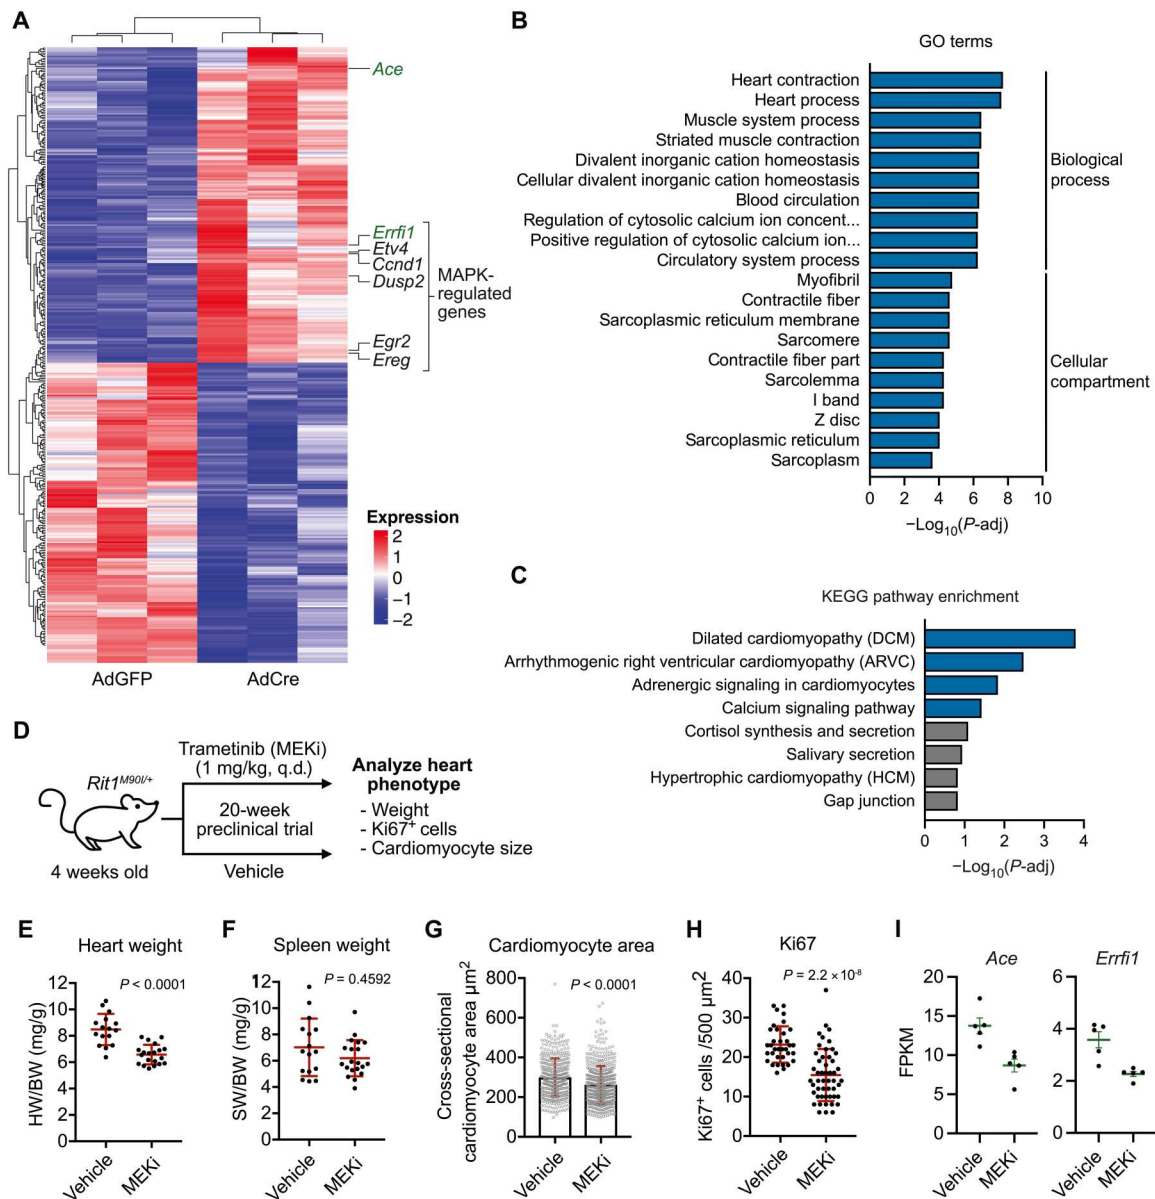 A
Ace
Errfi1
Etv4
Ccnd1
Dusp2
MAPK-
regulated
genes
Egr2
Ereg
Expression
2
1
0
−1
−2
AdGFP
AdCre
B
GO terms
Heart contraction
Heart process
Muscle system process
Striated muscle contraction
Divalent inorganic cation homeostasis
Cellular divalent inorganic cation homeostasis
Blood circulation
Regulation of cytosolic calcium ion concent...
Positive regulation of cytosolic calcium ion...
Circulatory system process
Biological
process
Myofibril
Contractile fiber
Sarcoplasmic reticulum membrane
Sarcomere
Contractile fiber part
Sarcolemma
I band
Z disc
Sarcoplasmic reticulum
Sarcoplasm
Cellular
compartment
0 2 4 6 8 10
−Log₁₀(P-adj)
C
KEGG pathway enrichment
Dilated cardiomyopathy (DCM)
Arrhythmogenic right ventricular cardiomyopathy (ARVC)
Adrenergic signaling in cardiomyocytes
Calcium signaling pathway
Cortisol synthesis and secretion
Salivary secretion
Hypertrophic cardiomyopathy (HCM)
Gap junction
0 1 2 3 4
−Log₁₀(P-adj)
D
Rit1ᴹ⁹⁰ᴵ/⁺
4 weeks old
Trametinib (MEKi)
(1 mg/kg, q.d.)
20-week
preclinical trial
Vehicle
Analyze heart
phenotype
- Weight
- Ki67⁺ cells
- Cardiomyocyte size
E
Heart weight
P < 0.0001
HW/BW (mg/g)
12
10
8
6
4
2
0
Vehicle
MEKi
F
Spleen weight
P = 0.4592
SW/BW (mg/g)
12
10
8
6
4
2
0
Vehicle
MEKi
G
Cardiomyocyte area
P < 0.0001
Cross-sectional
cardiomyocyte area µm²
800
600
400
200
0
Vehicle
MEKi
H
Ki67
P = 2.2 × 10⁻⁸
Ki67⁺ cells /500 µm²
40
30
20
10
0
Vehicle
MEKi
I
Ace
FPKM
20
15
10
5
0
Vehicle
MEKi
Errfi1
6
4
2
0
Vehicle
MEKi